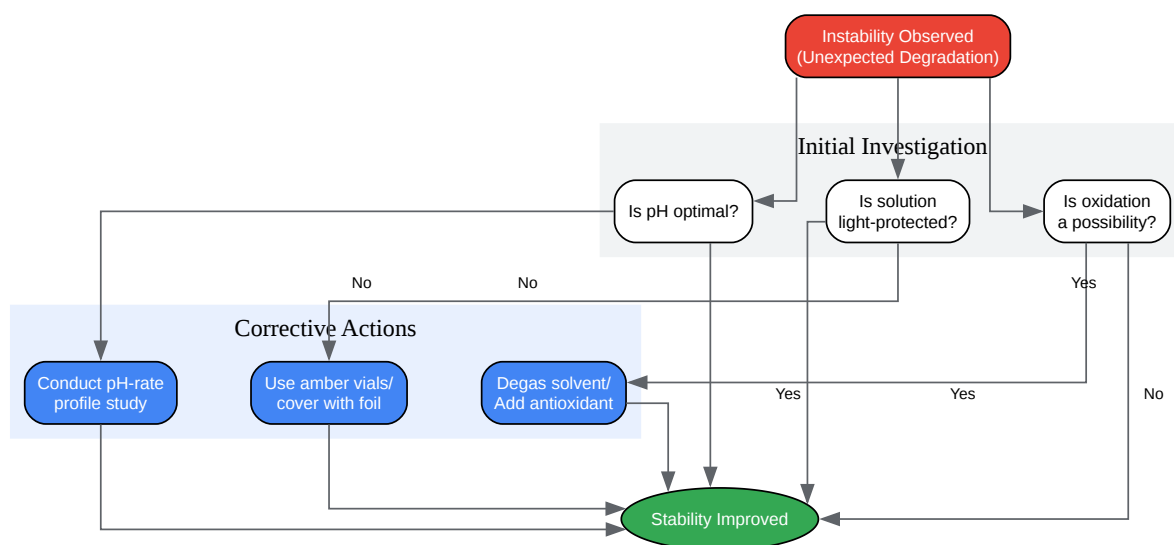 Instability Observed
(Unexpected Degradation)
Initial Investigation
Is pH optimal?
Is solution
light-protected?
Is oxidation
a possibility?
No
No
Yes
Corrective Actions
Conduct pH-rate
profile study
Use amber vials/
cover with foil
Degas solvent/
Add antioxidant
Yes
Yes
No
Stability Improved